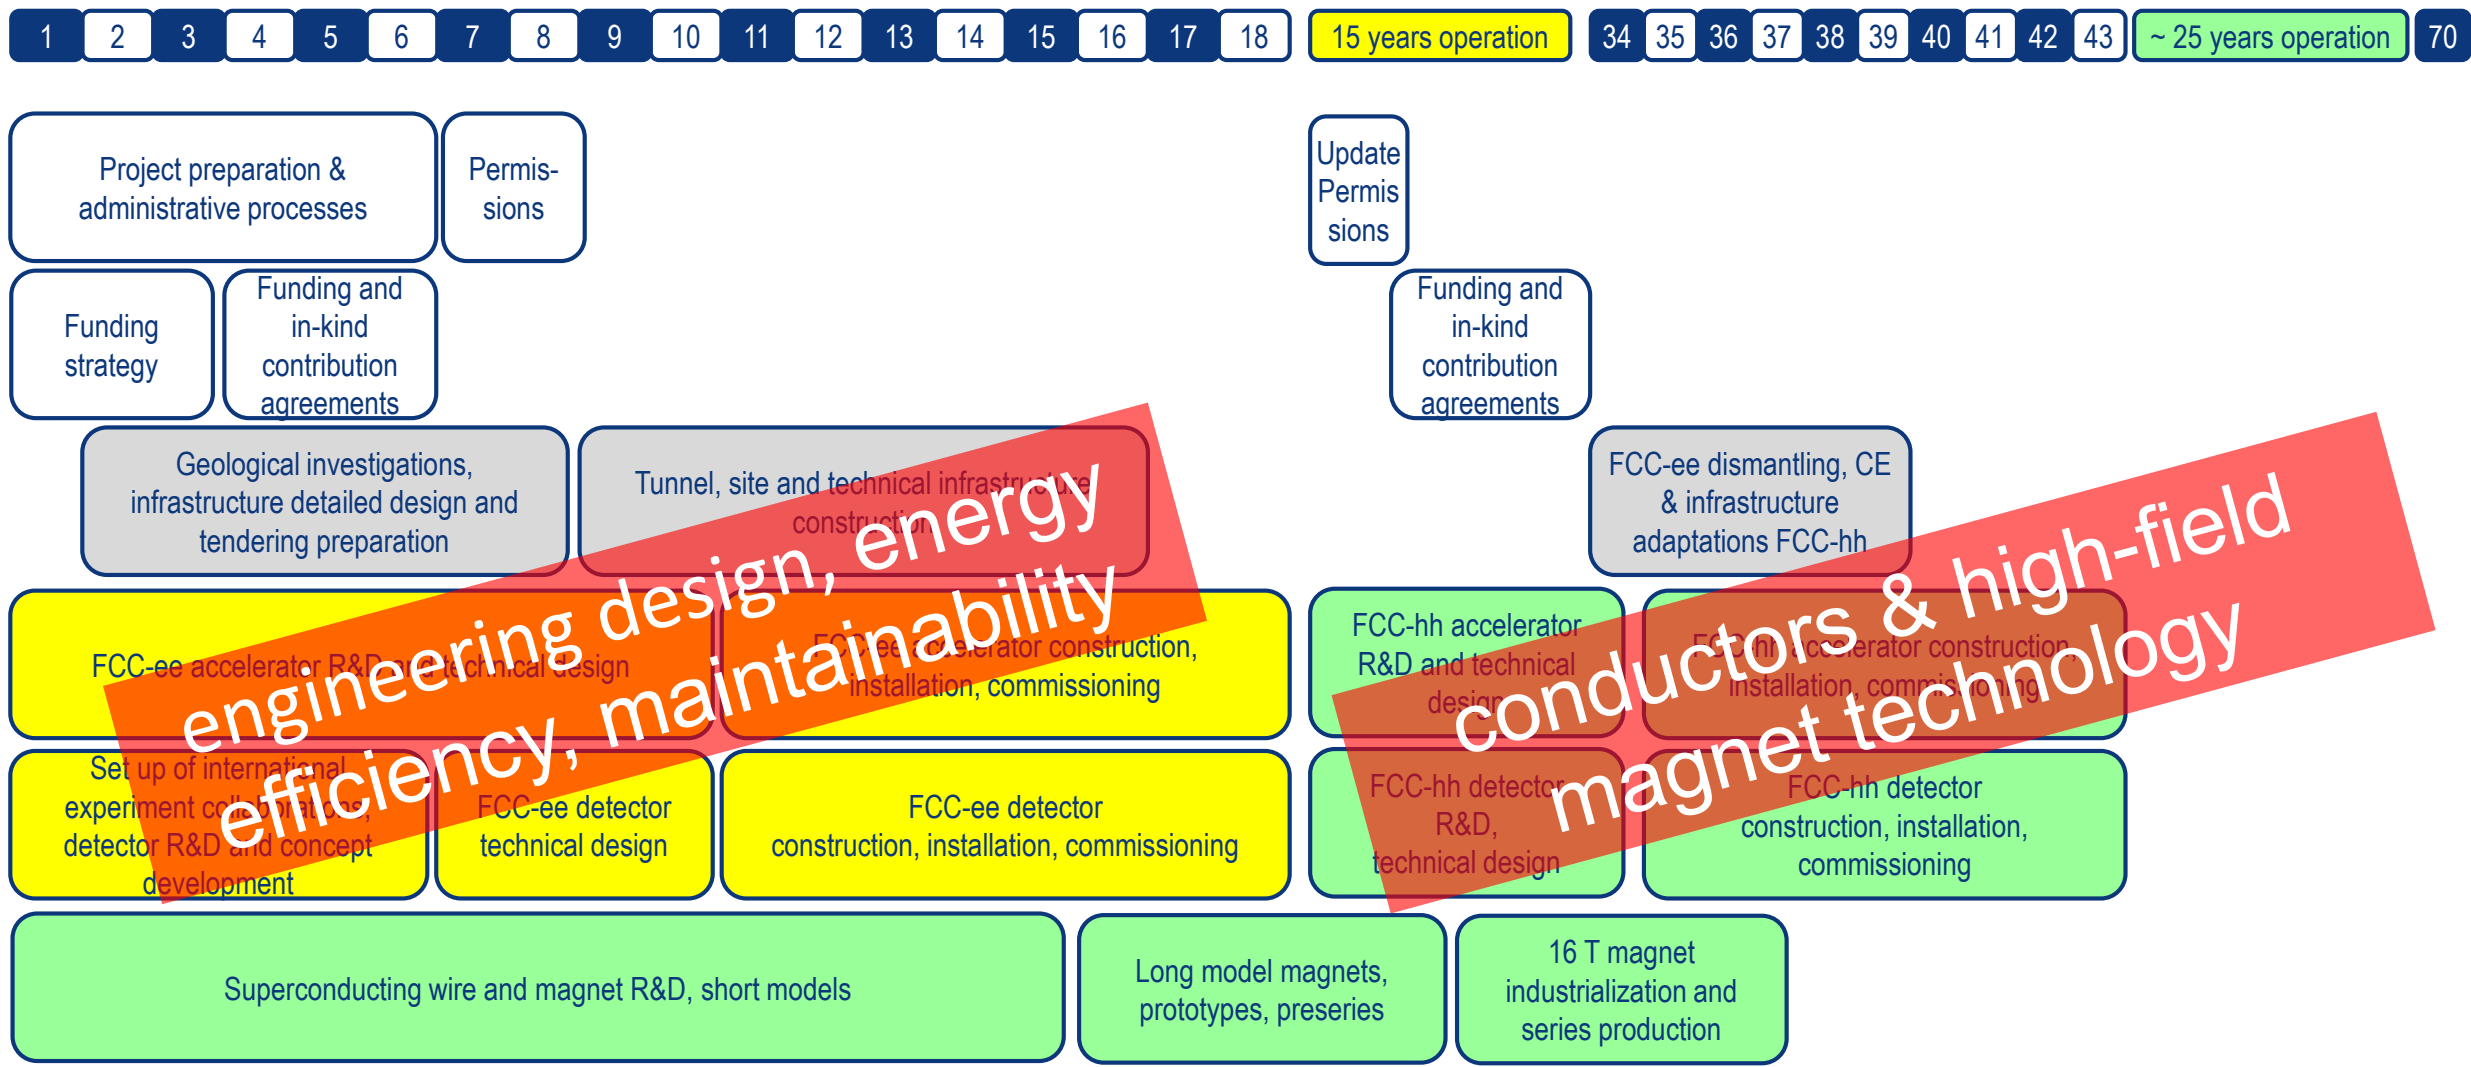 1 2 3 4 5 6 7 8 9 10 11 12 13 14 15 16 17 18 15 years operation 34 35 36 37 38 39 40 41 42 43 ~ 25 years operation 70
Project preparation &
administrative processes
Permis-
sions
Update
Permis
sions
Funding
strategy
Funding and
in-kind
contribution
agreements
Funding and
in-kind
contribution
agreements
Geological investigations,
infrastructure detailed design and
tendering preparation
Tunnel, site and technical infrastructure
construction
FCC-ee dismantling, CE
& infrastructure
adaptations FCC-hh
engineering design, energy
efficiency, maintainability
conductors & high-field
magnet technology
FCC-ee accelerator R&D and technical design
FCC-ee accelerator construction,
installation, commissioning
FCC-hh accelerator
R&D and technical
design
FCC-hh accelerator construction,
installation, commissioning
Set up of international
experiment collaborations,
detector R&D and concept
development
FCC-ee detector
technical design
FCC-ee detector
construction, installation, commissioning
FCC-hh detector
R&D,
technical design
FCC-hh detector
construction, installation,
commissioning
Superconducting wire and magnet R&D, short models
Long model magnets,
prototypes, preseries
16 T magnet
industrialization and
series production